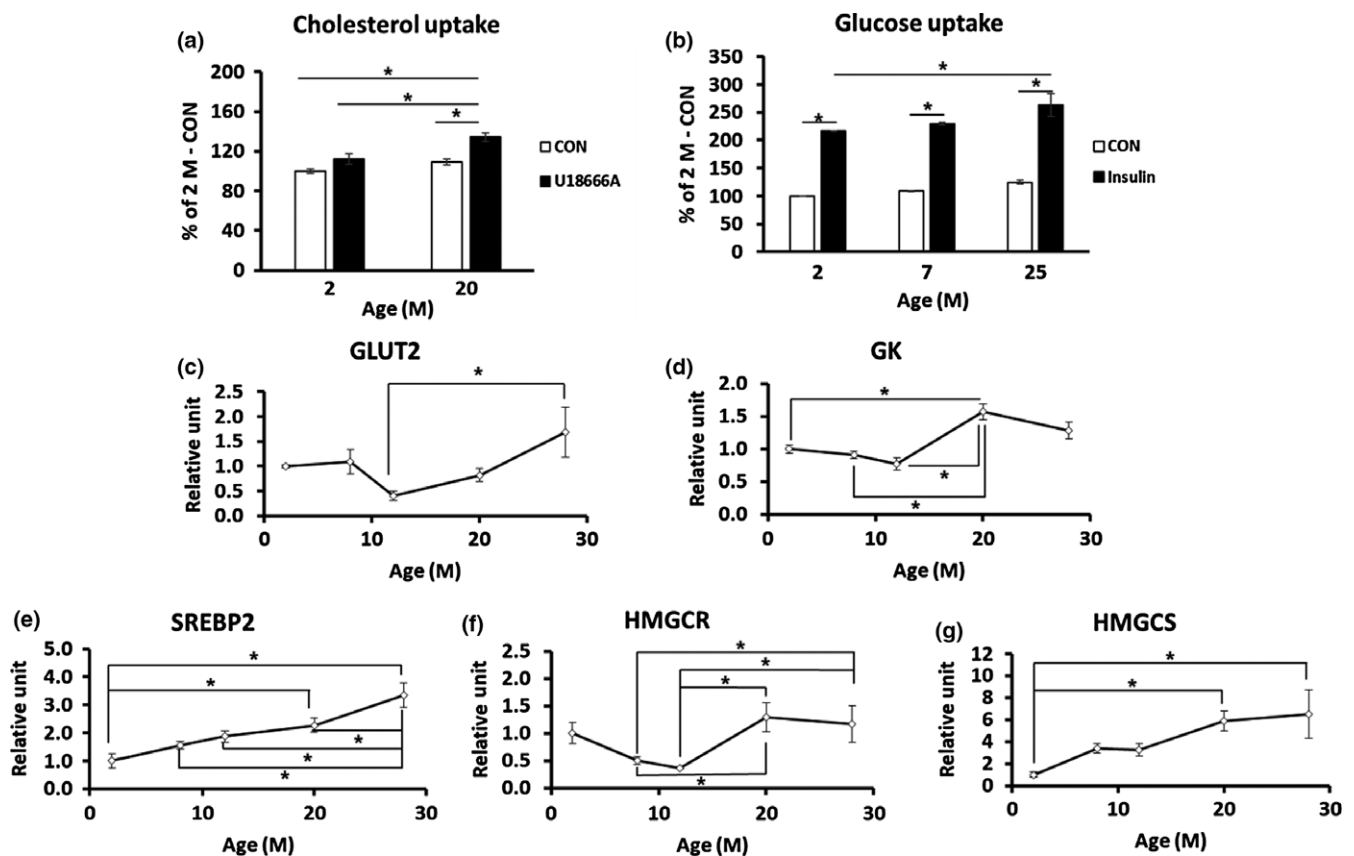 (a)
Cholesterol uptake
% of 2 M - CON
200
160
120
80
40
0
*
*
*
CON
U18666A
2 20
Age (M)
(b)
Glucose uptake
% of 2 M - CON
350
300
250
200
150
100
50
0
*
*
*
*
CON
Insulin
2 7 25
Age (M)
(c)
GLUT2
Relative unit
2.5
2.0
1.5
1.0
0.5
0.0
*
0 10 20 30
Age (M)
(d)
GK
Relative unit
2.0
1.5
1.0
0.5
0.0
*
*
*
0 10 20 30
Age (M)
(e)
SREBP2
Relative unit
5.0
4.0
3.0
2.0
1.0
0.0
*
*
*
*
*
0 10 20 30
Age (M)
(f)
HMGCR
Relative unit
2.5
2.0
1.5
1.0
0.5
0.0
*
*
*
*
0 10 20 30
Age (M)
(g)
HMGCS
Relative unit
12
10
8
6
4
2
0
*
*
0 10 20 30
Age (M)